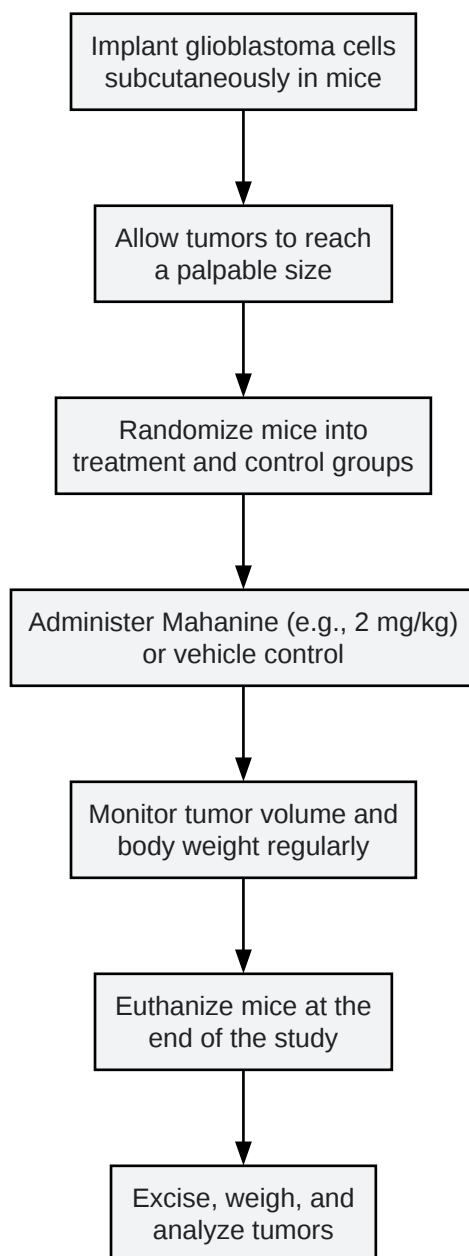 Implant glioblastoma cells
subcutaneously in mice
Allow tumors to reach
a palpable size
Randomize mice into
treatment and control groups
Administer Mahanine (e.g., 2 mg/kg)
or vehicle control
Monitor tumor volume and
body weight regularly
Euthanize mice at the
end of the study
Excise, weigh, and
analyze tumors